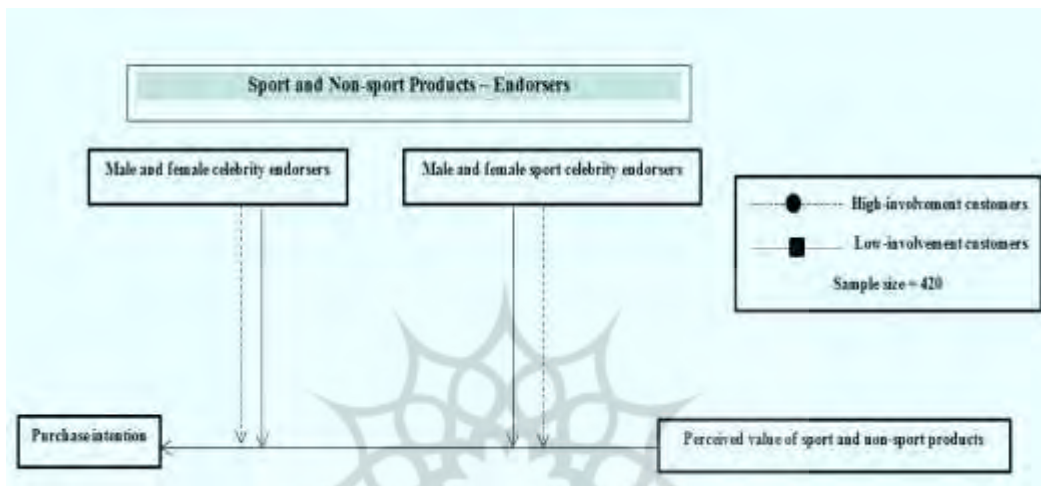 Sport and Non-sport Products – Endorsers
Male and female celebrity endorsers
Male and female sport celebrity endorsers
High-involvement customers
Low-involvement customers
Sample size = 420
Purchase intention
Perceived value of sport and non-sport products